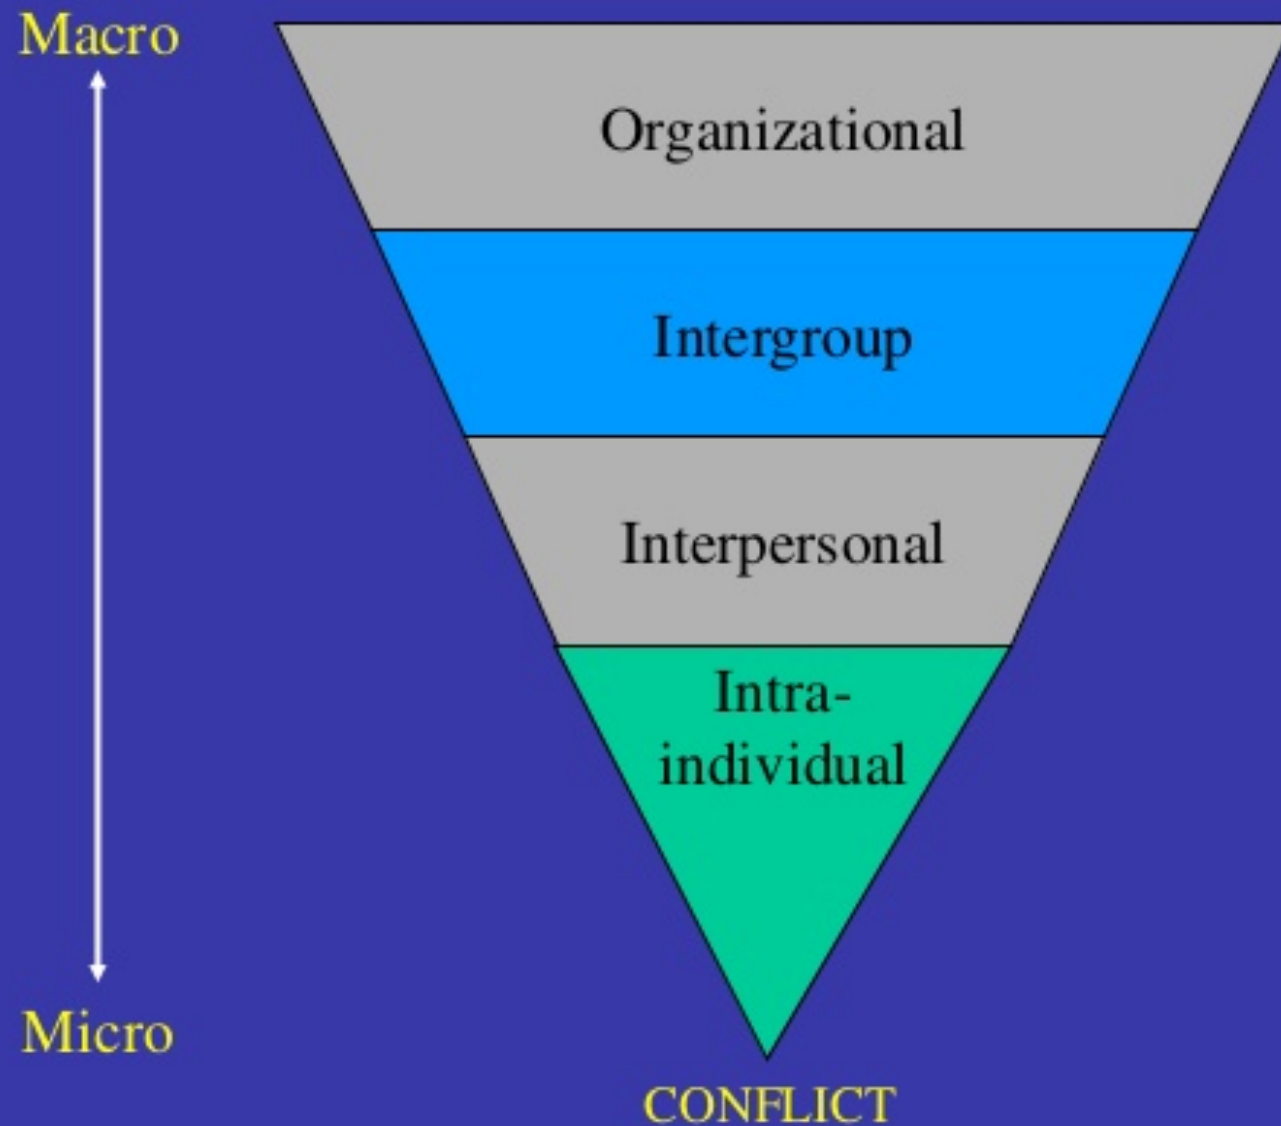 Macro
Organizational
Intergroup
Interpersonal
Intra-
individual
Micro
CONFLICT